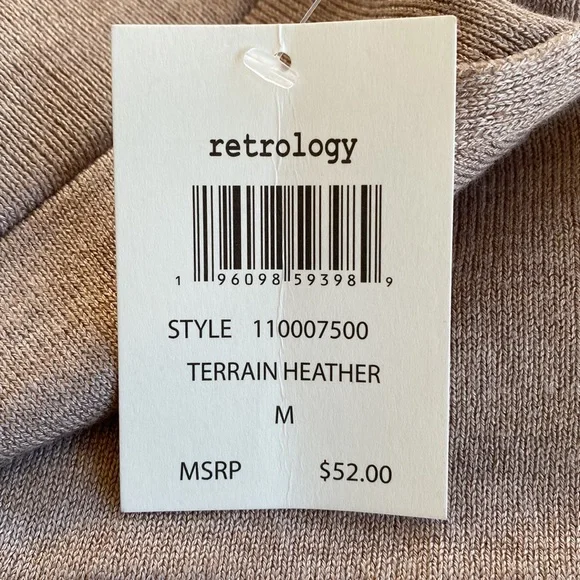 retrology
1 96098 59398 9
STYLE 110007500
TERRAIN HEATHER
M
MSRP $52.00